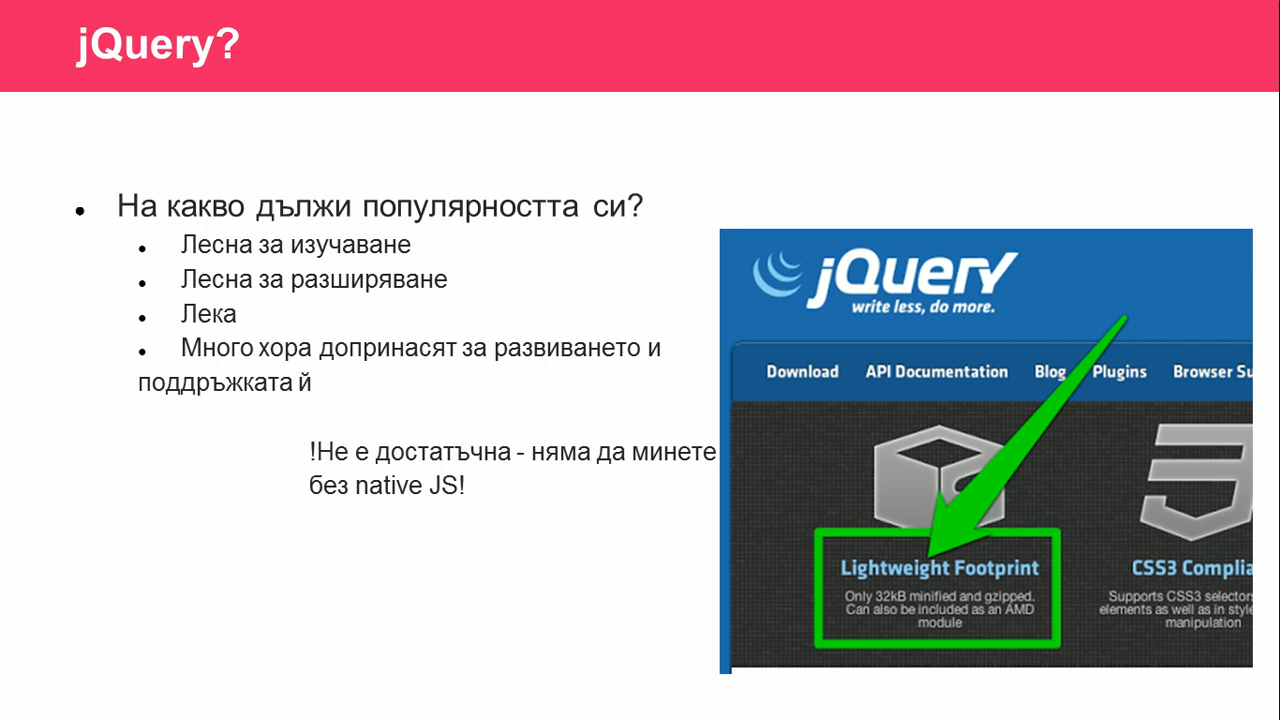 jQuery?
На какво дължи популярността си?
Лесна за изучаване
Лесна за разширяване
Лека
Много хора допринасят за развиването и
поддръжката й
!Не е достатъчна - няма да минете
без native JS!
jQuery
write less, do more.
Download API Documentation Blog Plugins Browser Su
Lightweight Footprint
Only 32kB minified and gzipped.
Can also be included as an AMD
module
CSS3 Complia
Supports CSS3 selectors
elements as well as in style
manipulation